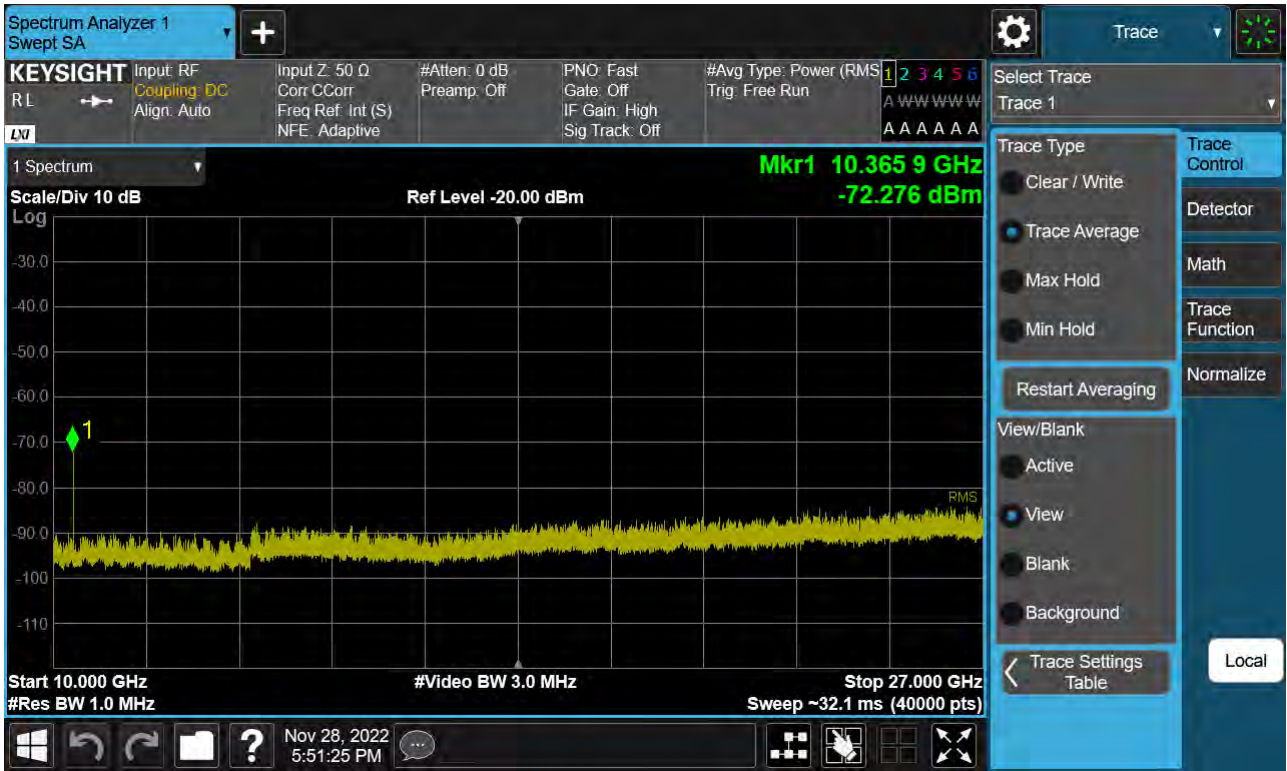 Spectrum Analyzer 1
Swept SA
+
Trace
KEYSIGHT
RL
LXI
Input: RF
Coupling: DC
Align: Auto
Input Z: 50 Ω
Corr CCorr
Freq Ref: Int (S)
NFE: Adaptive
#Atten: 0 dB
Preamp: Off
PNO: Fast
Gate: Off
IF Gain: High
Sig Track: Off
#Avg Type: Power (RMS
Trig: Free Run
1 2 3 4 5 6
A W W W W W
A A A A A A
Select Trace
Trace 1
1 Spectrum
Mkr1 10.365 9 GHz
-72.276 dBm
Scale/Div 10 dB
Ref Level -20.00 dBm
Log
-30.0
-40.0
-50.0
-60.0
-70.0
-80.0
-90.0
-100
-110
1
RMS
Start 10.000 GHz
#Video BW 3.0 MHz
Stop 27.000 GHz
#Res BW 1.0 MHz
Sweep ~32.1 ms (40000 pts)
Trace Type
Clear / Write
Trace Average
Max Hold
Min Hold
Restart Averaging
View/Blank
Active
View
Blank
Background
Trace Settings
Table
Trace
Control
Detector
Math
Trace
Function
Normalize
Local
?
Nov 28, 2022
5:51:25 PM